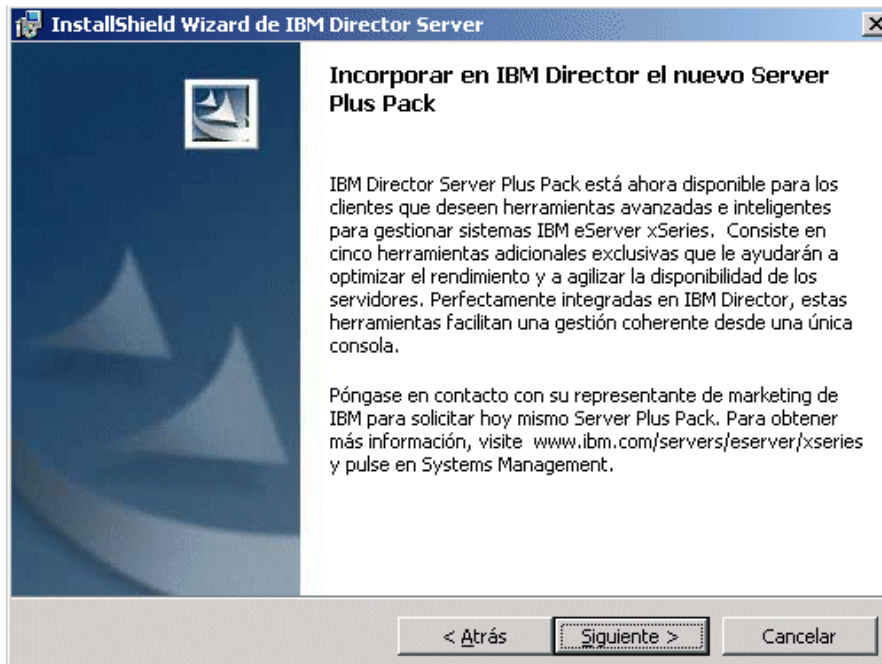 InstallShield Wizard de IBM Director Server
Incorporar en IBM Director el nuevo Server
Plus Pack
IBM Director Server Plus Pack está ahora disponible para los
clientes que deseen herramientas avanzadas e inteligentes
para gestionar sistemas IBM eServer xSeries.  Consiste en
cinco herramientas adicionales exclusivas que le ayudarán a
optimizar el rendimiento y a agilizar la disponibilidad de los
servidores. Perfectamente integradas en IBM Director, estas
herramientas facilitan una gestión coherente desde una única
consola.
Póngase en contacto con su representante de marketing de
IBM para solicitar hoy mismo Server Plus Pack. Para obtener
más información, visite  www.ibm.com/servers/eserver/xseries
y pulse en Systems Management.
< Atrás
Siguiente >
Cancelar